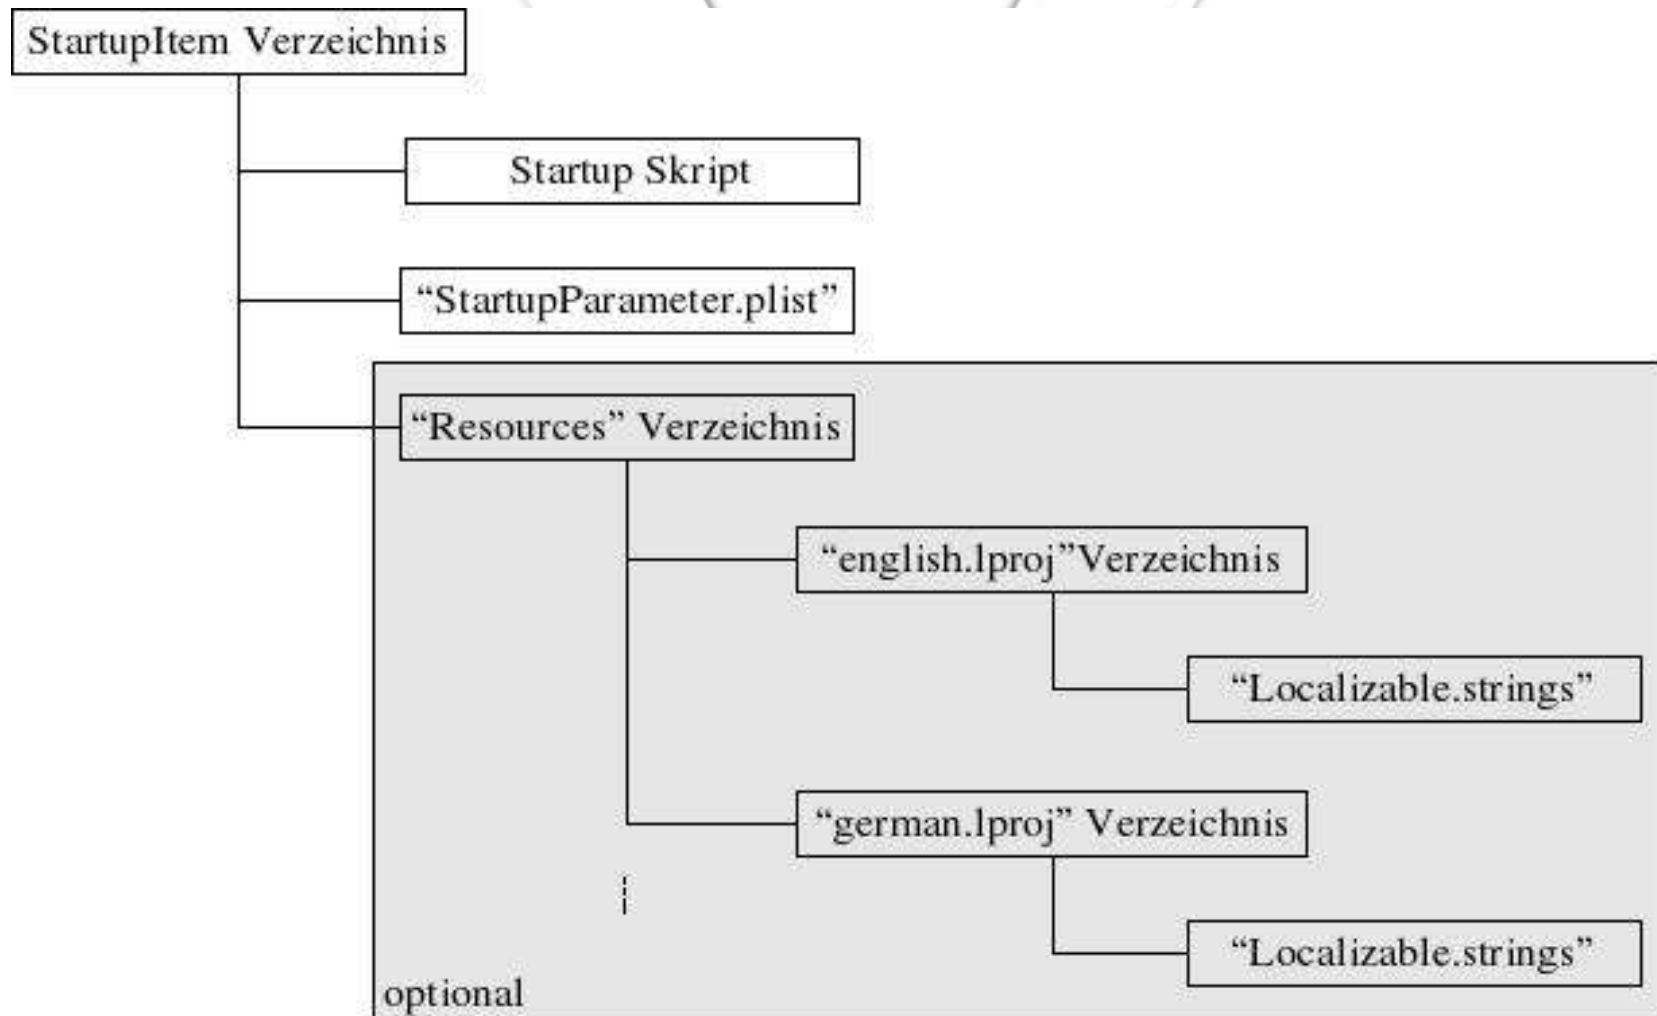 StartupItem Verzeichnis
Startup Skript
“StartupParameter.plist”
“Resources” Verzeichnis
“english.lproj”Verzeichnis
“Localizable.strings”
“german.lproj” Verzeichnis
“Localizable.strings”
optional